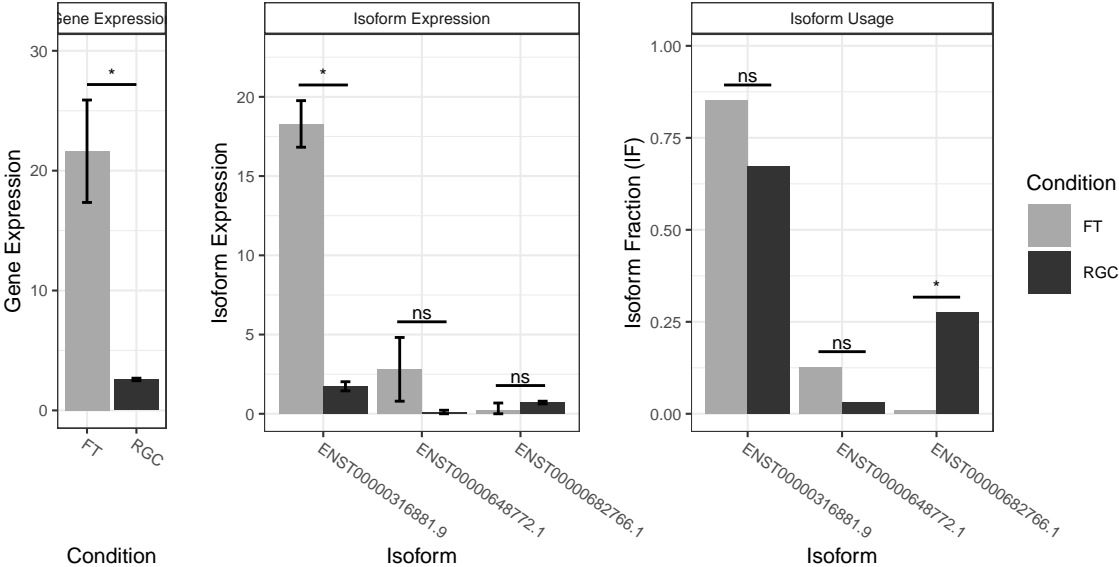 Gene Expression
Isoform Expression
Isoform Usage
Gene Expression
30
20
10
0
*
FT
RGC
Condition
Isoform Expression
20
15
10
5
0
*
ns
ns
ENST00000316881.9
ENST00000648772.1
ENST00000682766.1
Isoform
Isoform Fraction (IF)
1.00
0.75
0.50
0.25
0.00
ns
ns
*
ENST00000316881.9
ENST00000648772.1
ENST00000682766.1
Isoform
Condition
FT
RGC